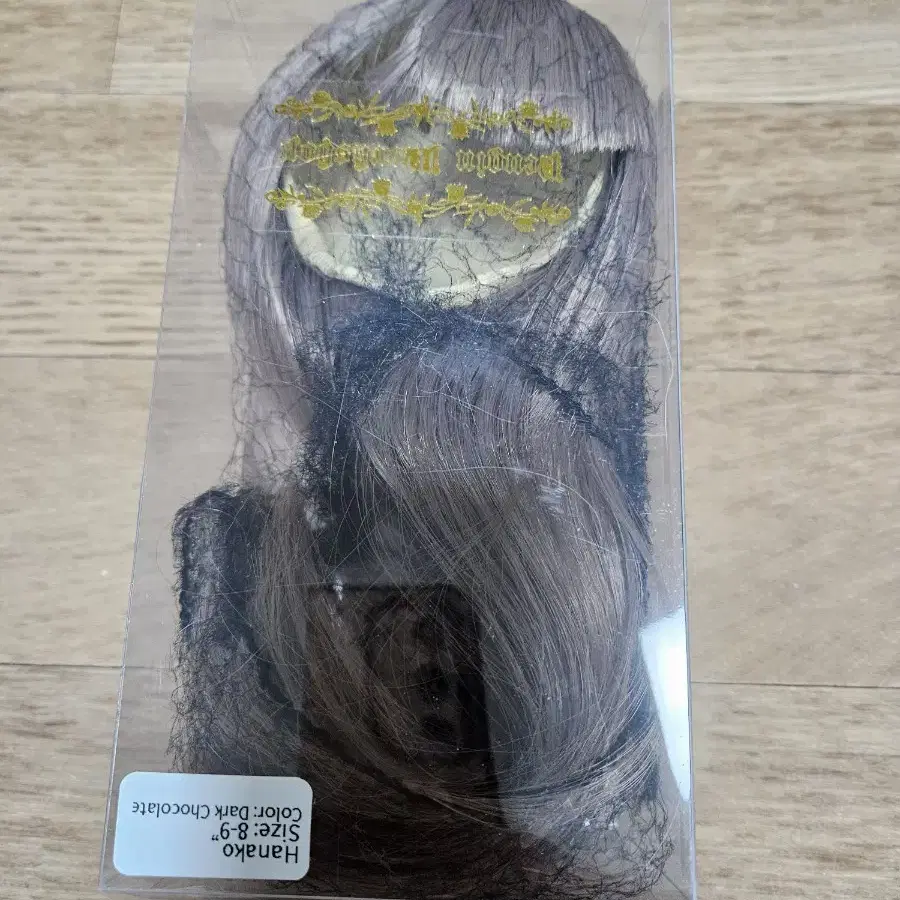 Hanako
Size: 8-9”
Color: Dark Chocolate